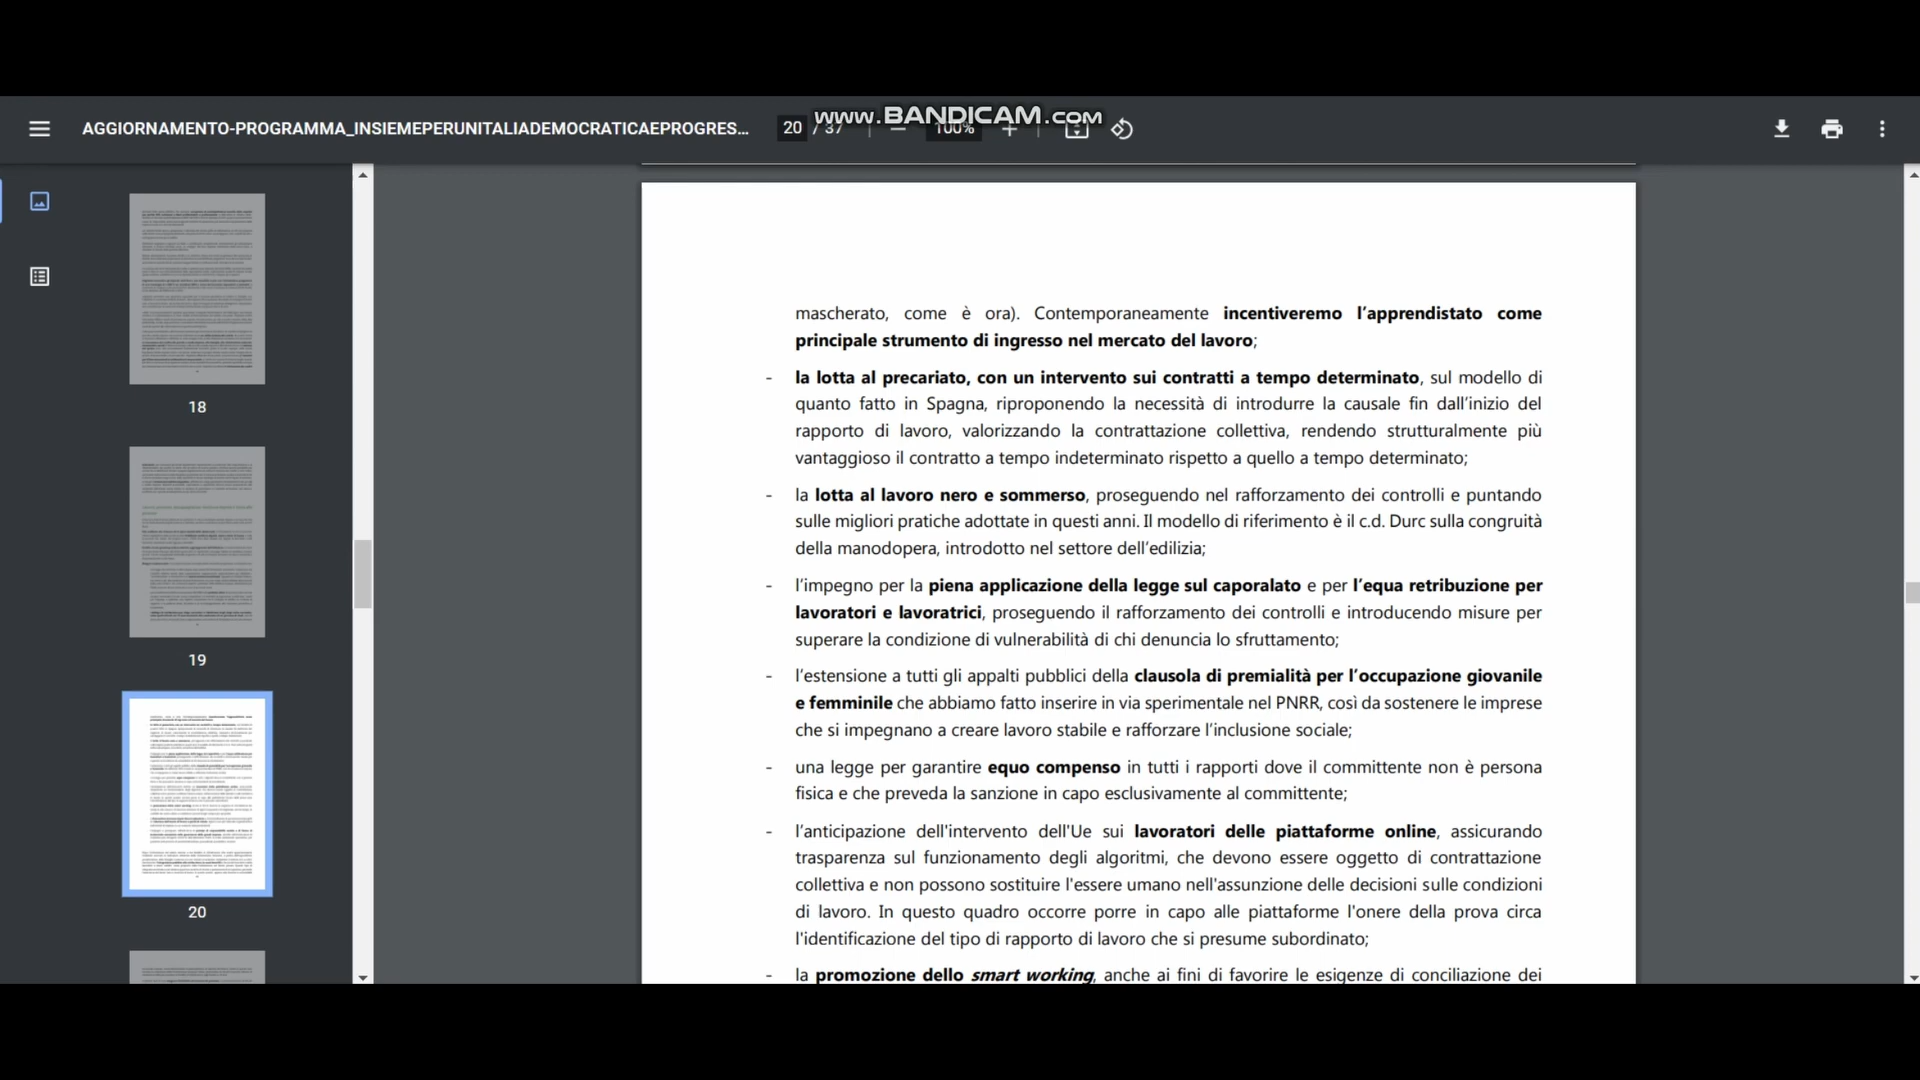 www.BANDICAM.com
AGGIORNAMENTO-PROGRAMMA_INSIEMEPERUNITALIADEMOCRATICAEPROGRES...
20 / 37
100%
18
19
20
mascherato, come è ora). Contemporaneamente incentiveremo l’apprendistato come
principale strumento di ingresso nel mercato del lavoro;
- la lotta al precariato, con un intervento sui contratti a tempo determinato, sul modello di
quanto fatto in Spagna, riproponendo la necessità di introdurre la causale fin dall’inizio del
rapporto di lavoro, valorizzando la contrattazione collettiva, rendendo strutturalmente più
vantaggioso il contratto a tempo indeterminato rispetto a quello a tempo determinato;
- la lotta al lavoro nero e sommerso, proseguendo nel rafforzamento dei controlli e puntando
sulle migliori pratiche adottate in questi anni. Il modello di riferimento è il c.d. Durc sulla congruità
della manodopera, introdotto nel settore dell’edilizia;
- l’impegno per la piena applicazione della legge sul caporalato e per l’equa retribuzione per
lavoratori e lavoratrici, proseguendo il rafforzamento dei controlli e introducendo misure per
superare la condizione di vulnerabilità di chi denuncia lo sfruttamento;
- l’estensione a tutti gli appalti pubblici della clausola di premialità per l’occupazione giovanile
e femminile che abbiamo fatto inserire in via sperimentale nel PNRR, così da sostenere le imprese
che si impegnano a creare lavoro stabile e rafforzare l’inclusione sociale;
- una legge per garantire equo compenso in tutti i rapporti dove il committente non è persona
fisica e che preveda la sanzione in capo esclusivamente al committente;
- l’anticipazione dell'intervento dell'Ue sui lavoratori delle piattaforme online, assicurando
trasparenza sul funzionamento degli algoritmi, che devono essere oggetto di contrattazione
collettiva e non possono sostituire l'essere umano nell'assunzione delle decisioni sulle condizioni
di lavoro. In questo quadro occorre porre in capo alle piattaforme l'onere della prova circa
l'identificazione del tipo di rapporto di lavoro che si presume subordinato;
- la promozione dello smart working, anche ai fini di favorire le esigenze di conciliazione dei